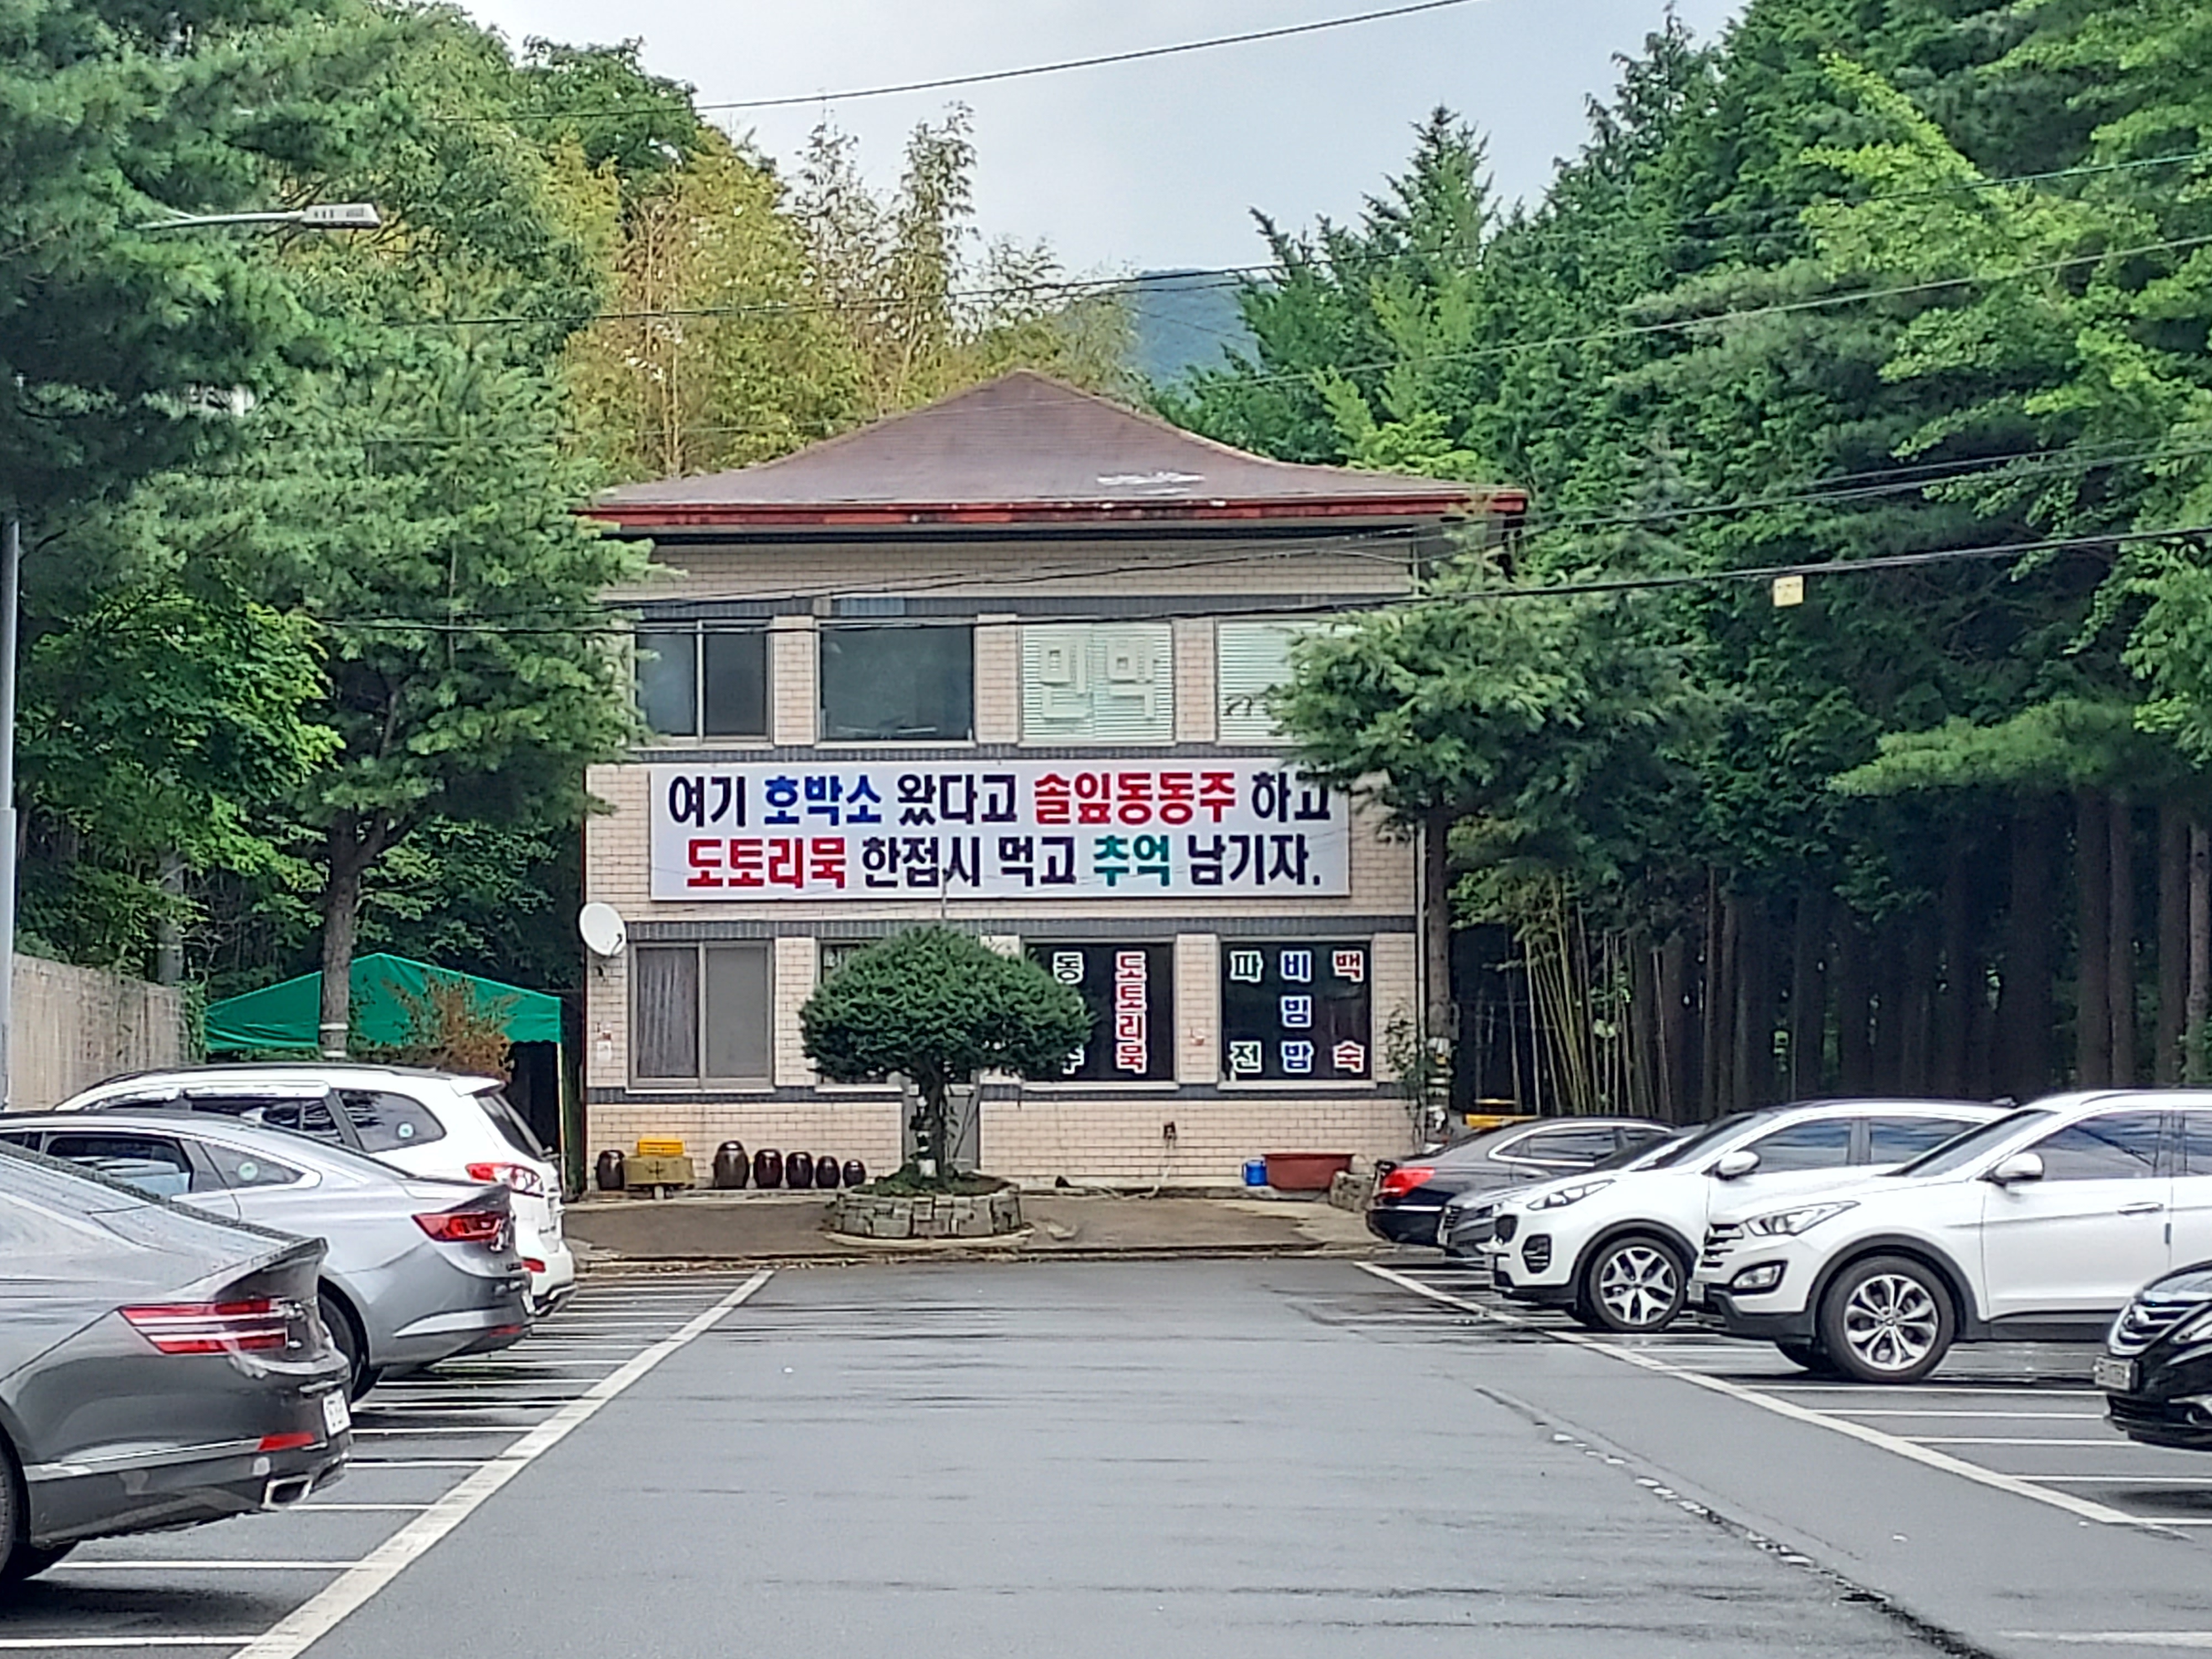 민박
여기 호박소 왔다고 솔잎동동주 하고
도토리묵 한접시 먹고 추억 남기자.
동
도토리묵
파전
비빔밥
백숙